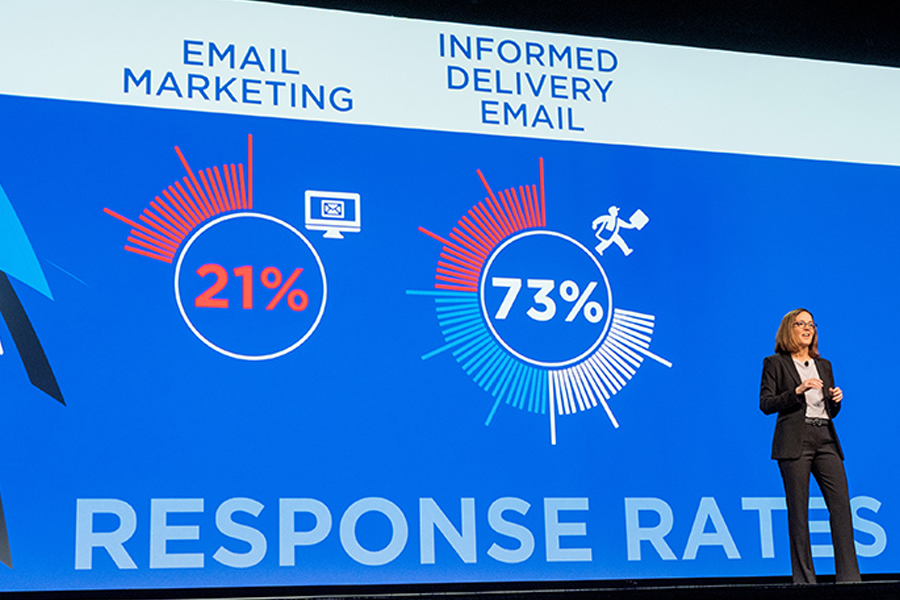 EMAIL
MARKETING
INFORMED
DELIVERY
EMAIL
21%
73%
RESPONSE RATES